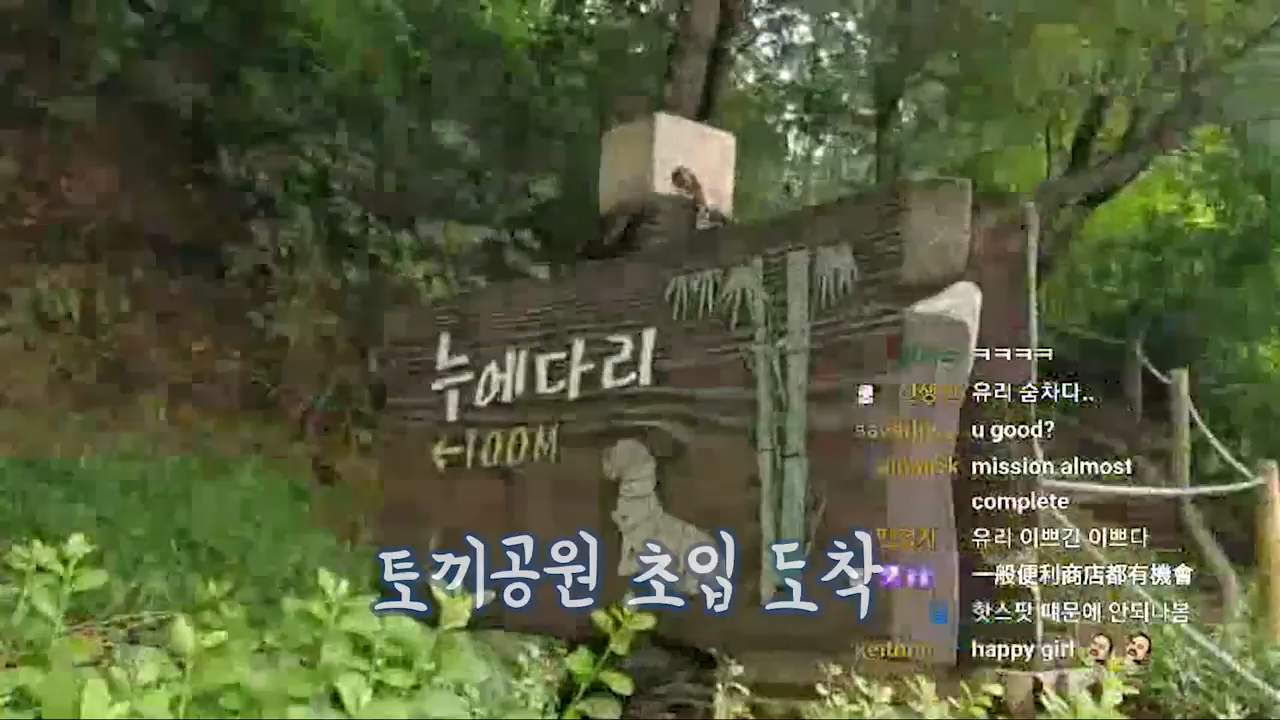 누에다리
←100M
토끼공원 초입 도착
ㅋㅋㅋㅋ
유리 숨차다..
u good?
mission almost
complete
유리 이쁘긴 이쁘다
一般便利商店都有機會
핫스팟 때문에 안되나봄
happy girl